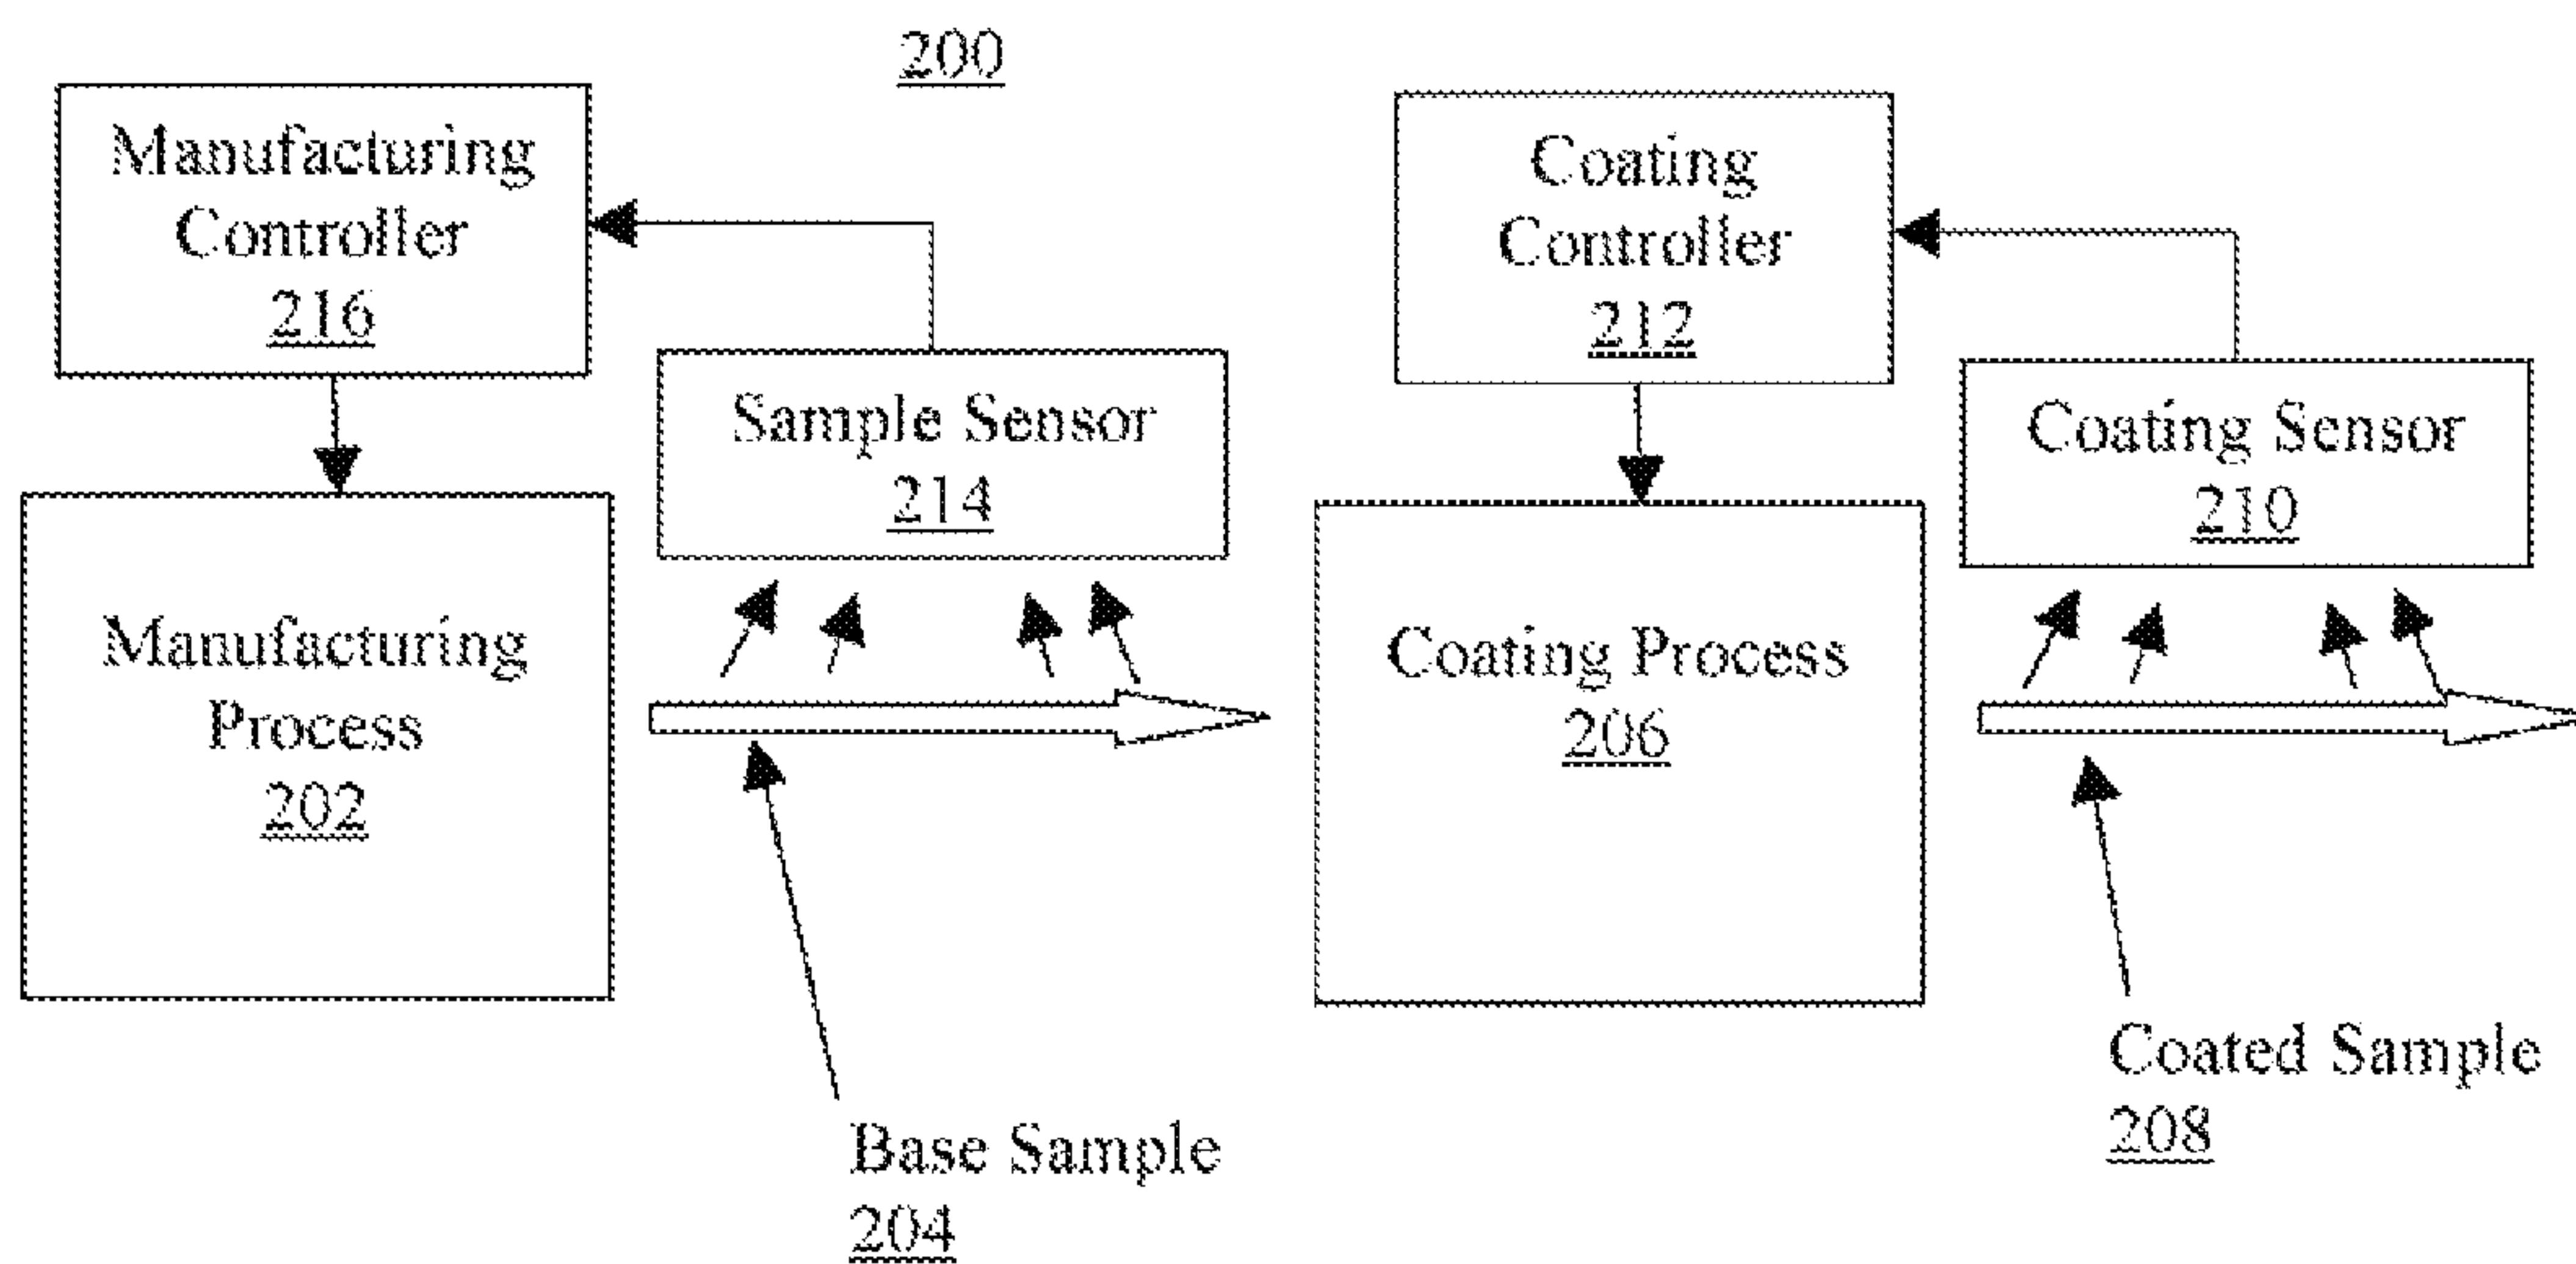 200
Manufacturing
Controller
216
Coating
Controller
212
Sample Sensor
214
Coating Sensor
210
Manufacturing
Process
202
Coating Process
206
Base Sample
204
Coated Sample
208